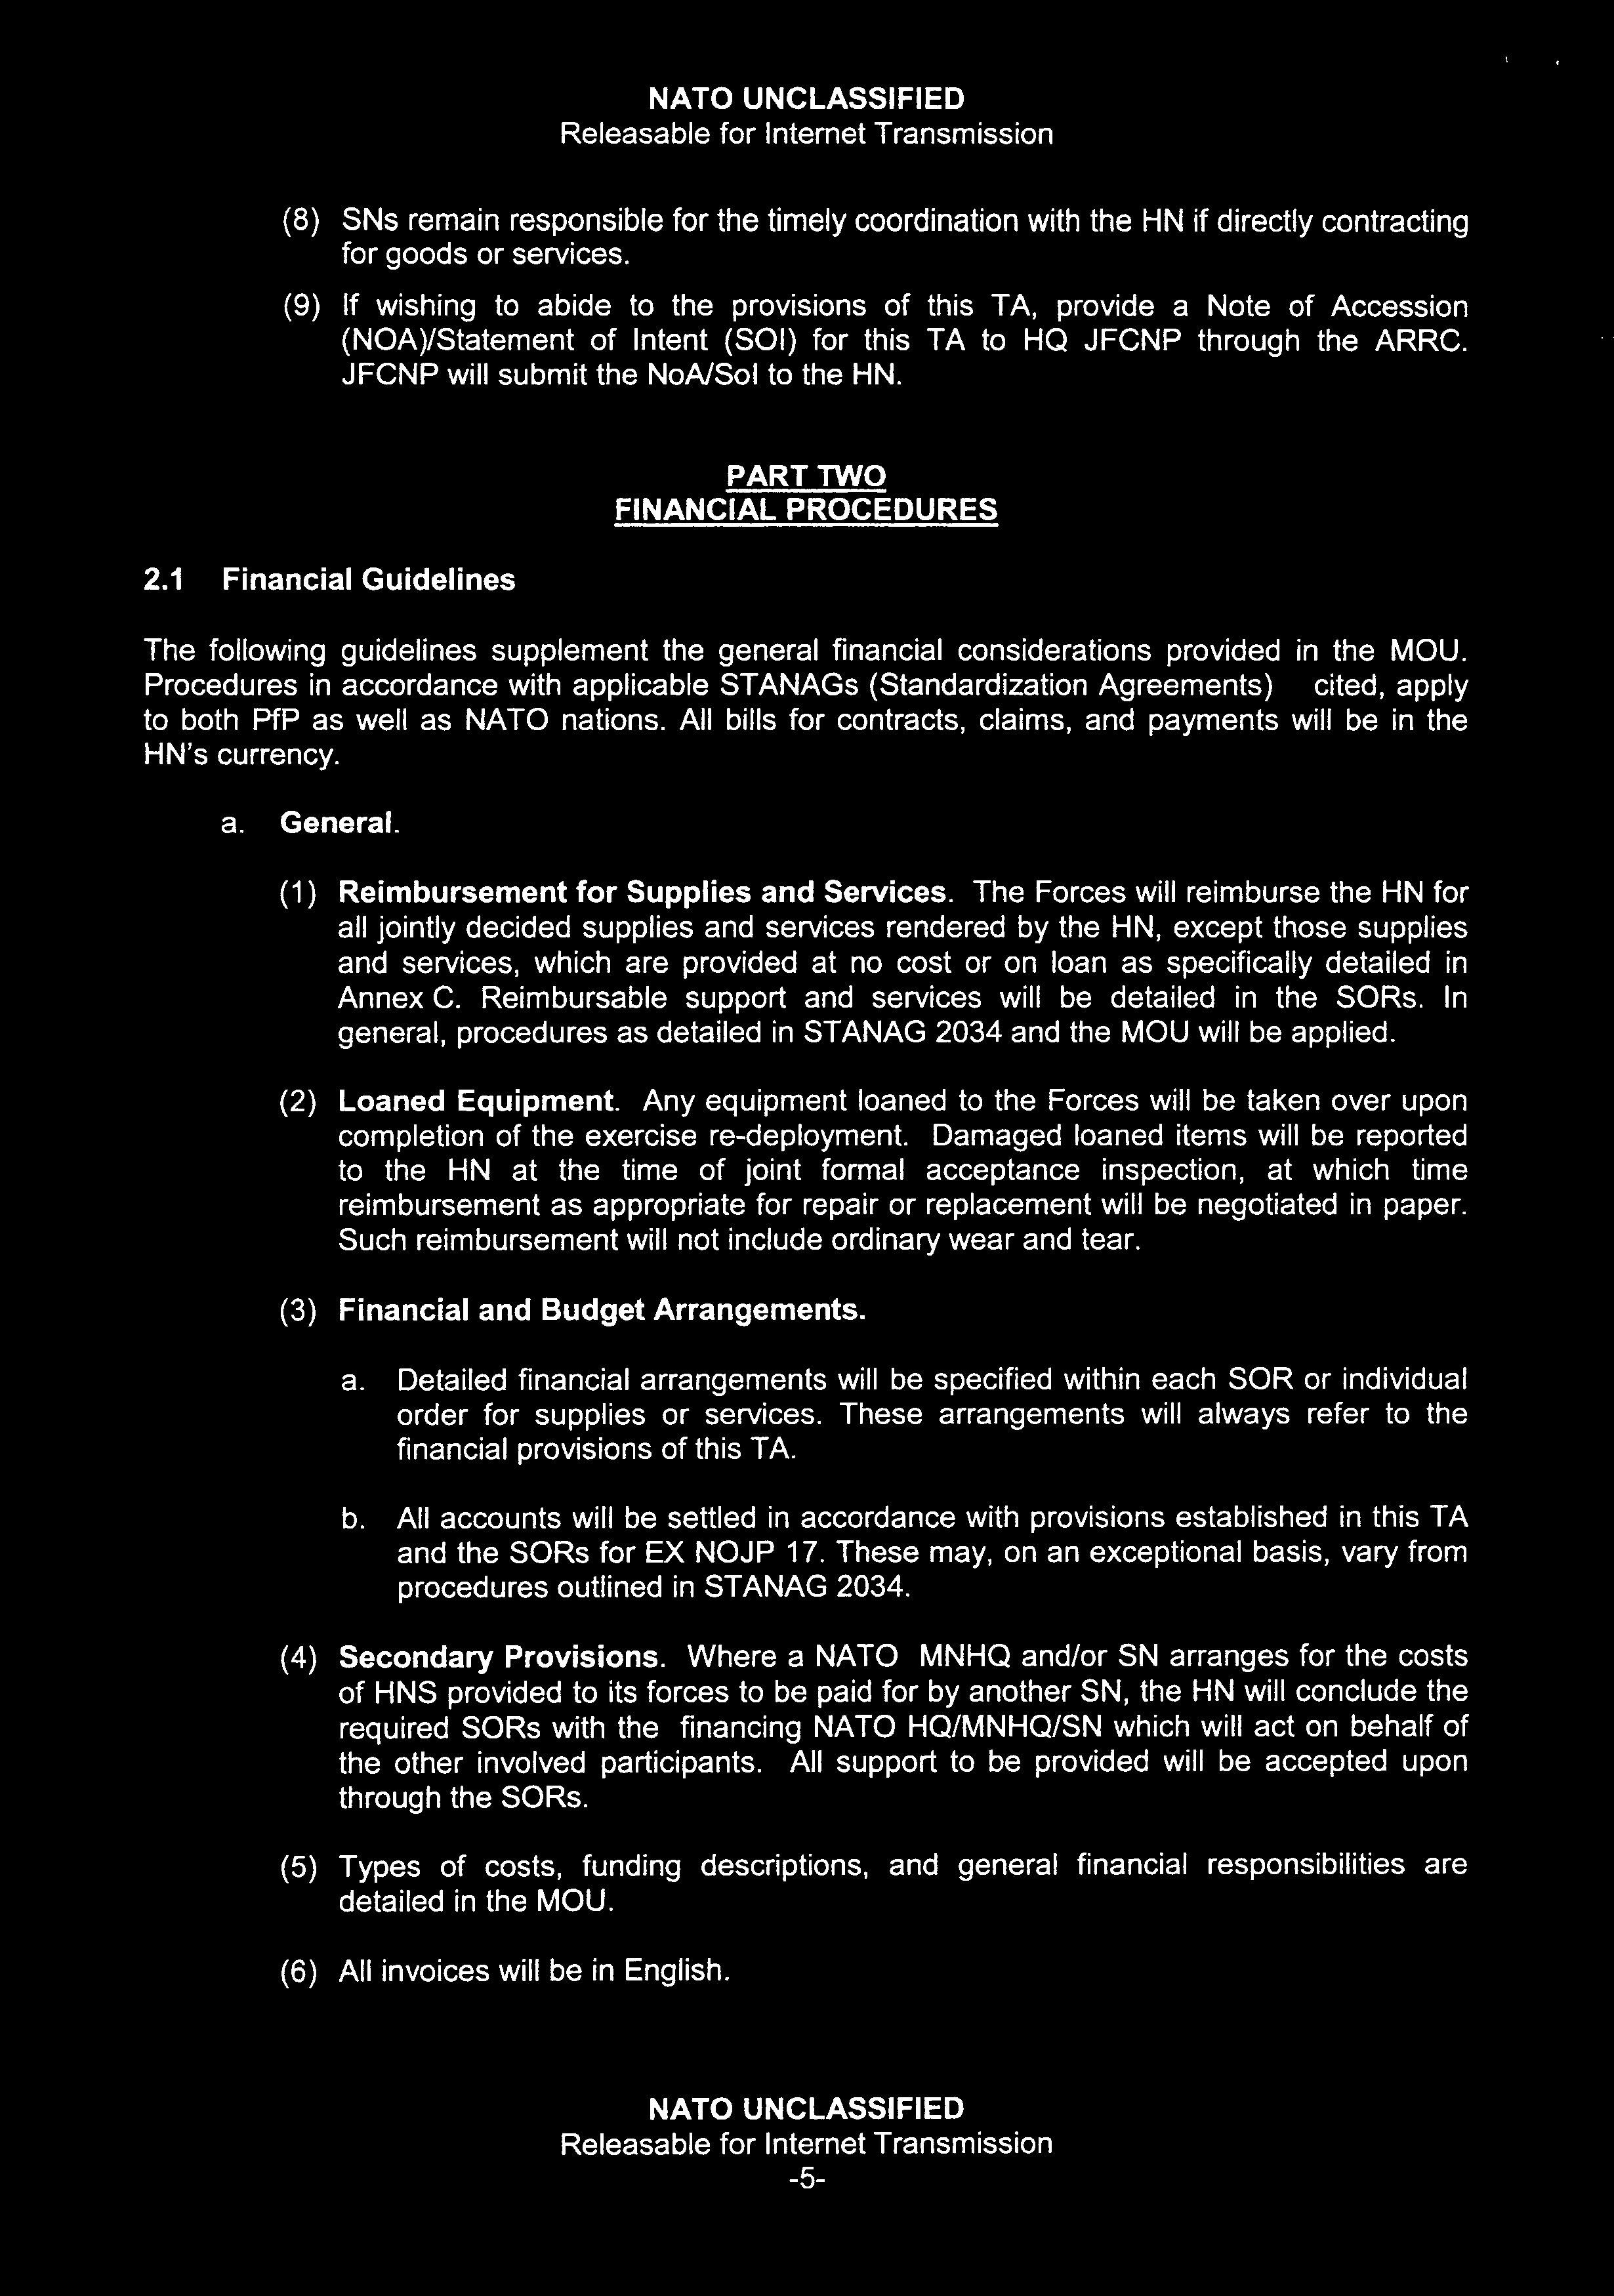 NATO UNCLASSIFIED
Releasable for Internet Transmission
(8) SNs remain responsible for the timely coordination with the HN if directly contracting
for goods or services.
(9) If wishing to abide to the provisions of this TA, provide a Note of Accession
(NOA)/Statement of Intent (SOI) for this TA to HQ JFCNP through the ARRC.
JFCNP will submit the NoA/SoI to the HN.
PART TWO
FINANCIAL PROCEDURES
2.1 Financial Guidelines
The following guidelines supplement the general financial considerations provided in the MOU.
Procedures in accordance with applicable STANAGs (Standardization Agreements) cited, apply
to both PfP as well as NATO nations. All bills for contracts, claims, and payments will be in the
HN's currency.
a. General.
(1) Reimbursement for Supplies and Services. The Forces will reimburse the HN for
all jointly decided supplies and services rendered by the HN, except those supplies
and services, which are provided at no cost or on loan as specifically detailed in
Annex C. Reimbursable support and services will be detailed in the SORs. In
general, procedures as detailed in STANAG 2034 and the MOU will be applied.
(2) Loaned Equipment. Any equipment loaned to the Forces will be taken over upon
completion of the exercise re-deployment. Damaged loaned items will be reported
to the HN at the time of joint formal acceptance inspection, at which time
reimbursement as appropriate for repair or replacement will be negotiated in paper.
Such reimbursement will not include ordinary wear and tear.
(3) Financial and Budget Arrangements.
a. Detailed financial arrangements will be specified within each SOR or individual
order for supplies or services. These arrangements will always refer to the
financial provisions of this TA.
b. All accounts will be settled in accordance with provisions established in this TA
and the SORs for EX NOJP 17. These may, on an exceptional basis, vary from
procedures outlined in STANAG 2034.
(4) Secondary Provisions. Where a NATO MNHQ and/or SN arranges for the costs
of HNS provided to its forces to be paid for by another SN, the HN will conclude the
required SORs with the financing NATO HQ/MNHQ/SN which will act on behalf of
the other involved participants. All support to be provided will be accepted upon
through the SORs.
(5) Types of costs, funding descriptions, and general financial responsibilities are
detailed in the MOU.
(6) All invoices will be in English.
NATO UNCLASSIFIED
Releasable for Internet Transmission
-5-